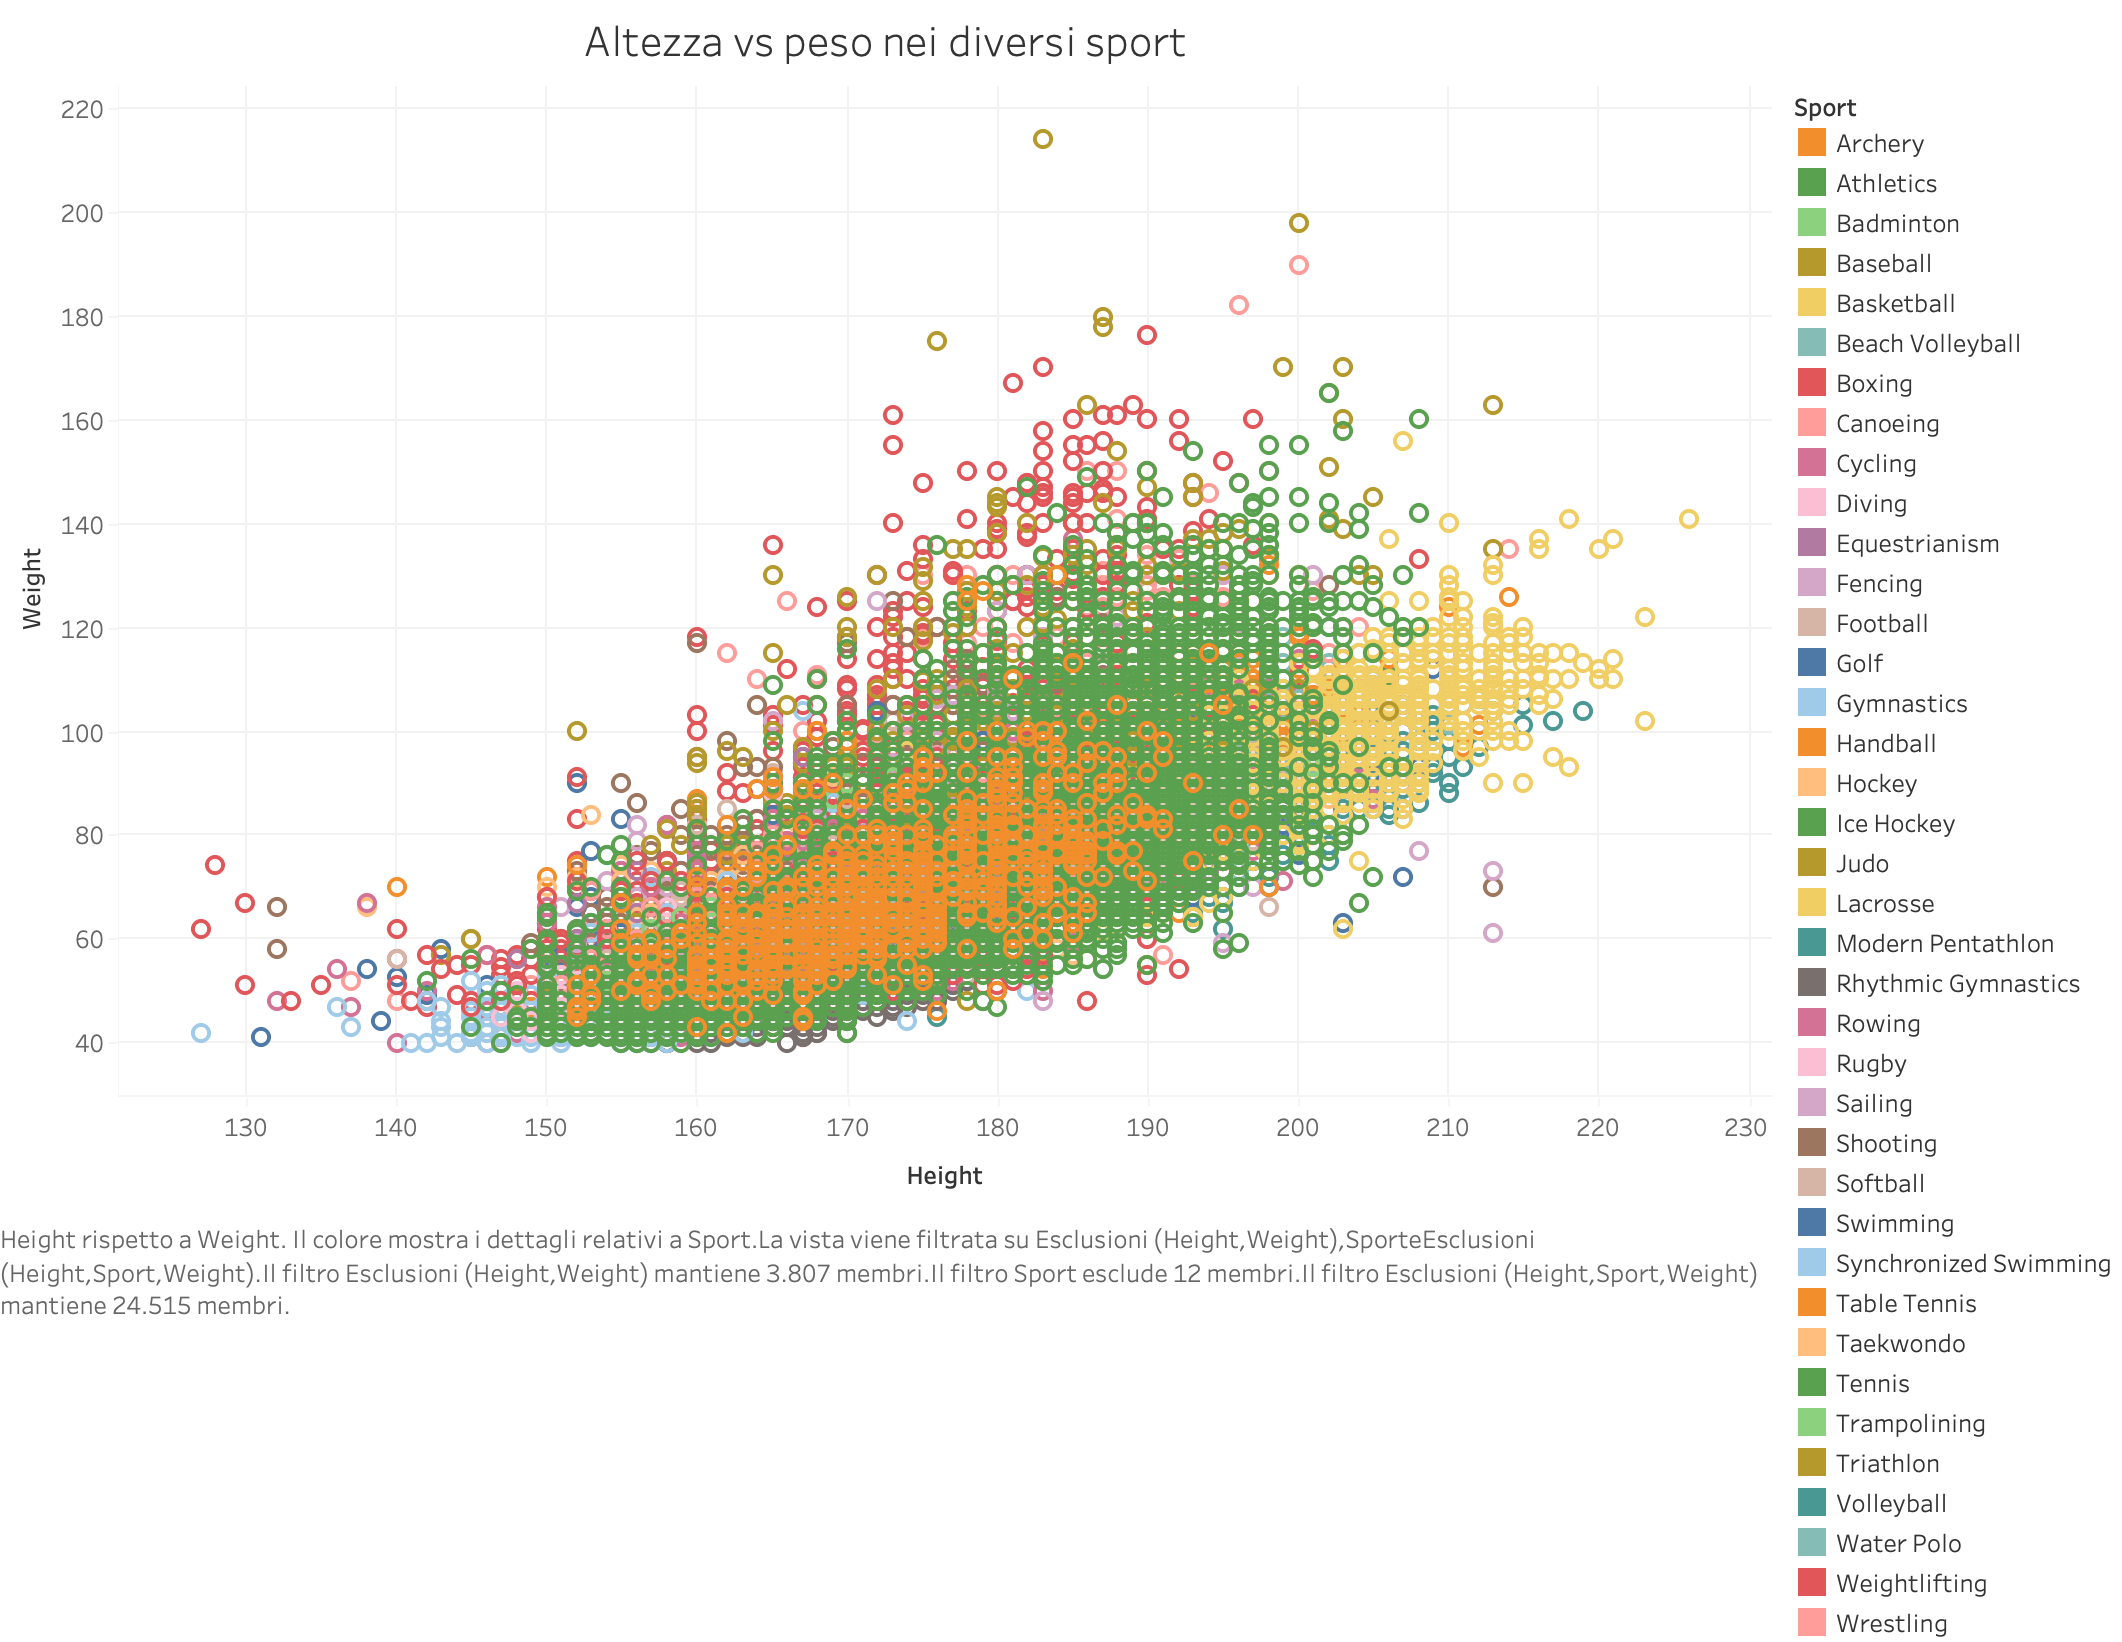 Altezza vs peso nei diversi sport
220
200
180
160
140
120
100
80
60
40
Weight
130 140 150 160 170 180 190 200 210 220 230
Height
Sport
Archery
Athletics
Badminton
Baseball
Basketball
Beach Volleyball
Boxing
Canoeing
Cycling
Diving
Equestrianism
Fencing
Football
Golf
Gymnastics
Handball
Hockey
Ice Hockey
Judo
Lacrosse
Modern Pentathlon
Rhythmic Gymnastics
Rowing
Rugby
Sailing
Shooting
Softball
Swimming
Synchronized Swimming
Table Tennis
Taekwondo
Tennis
Trampolining
Triathlon
Volleyball
Water Polo
Weightlifting
Wrestling
Height rispetto a Weight. Il colore mostra i dettagli relativi a Sport.La vista viene filtrata su Esclusioni (Height,Weight),SporteEsclusioni
(Height,Sport,Weight).Il filtro Esclusioni (Height,Weight) mantiene 3.807 membri.Il filtro Sport esclude 12 membri.Il filtro Esclusioni (Height,Sport,Weight)
mantiene 24.515 membri.